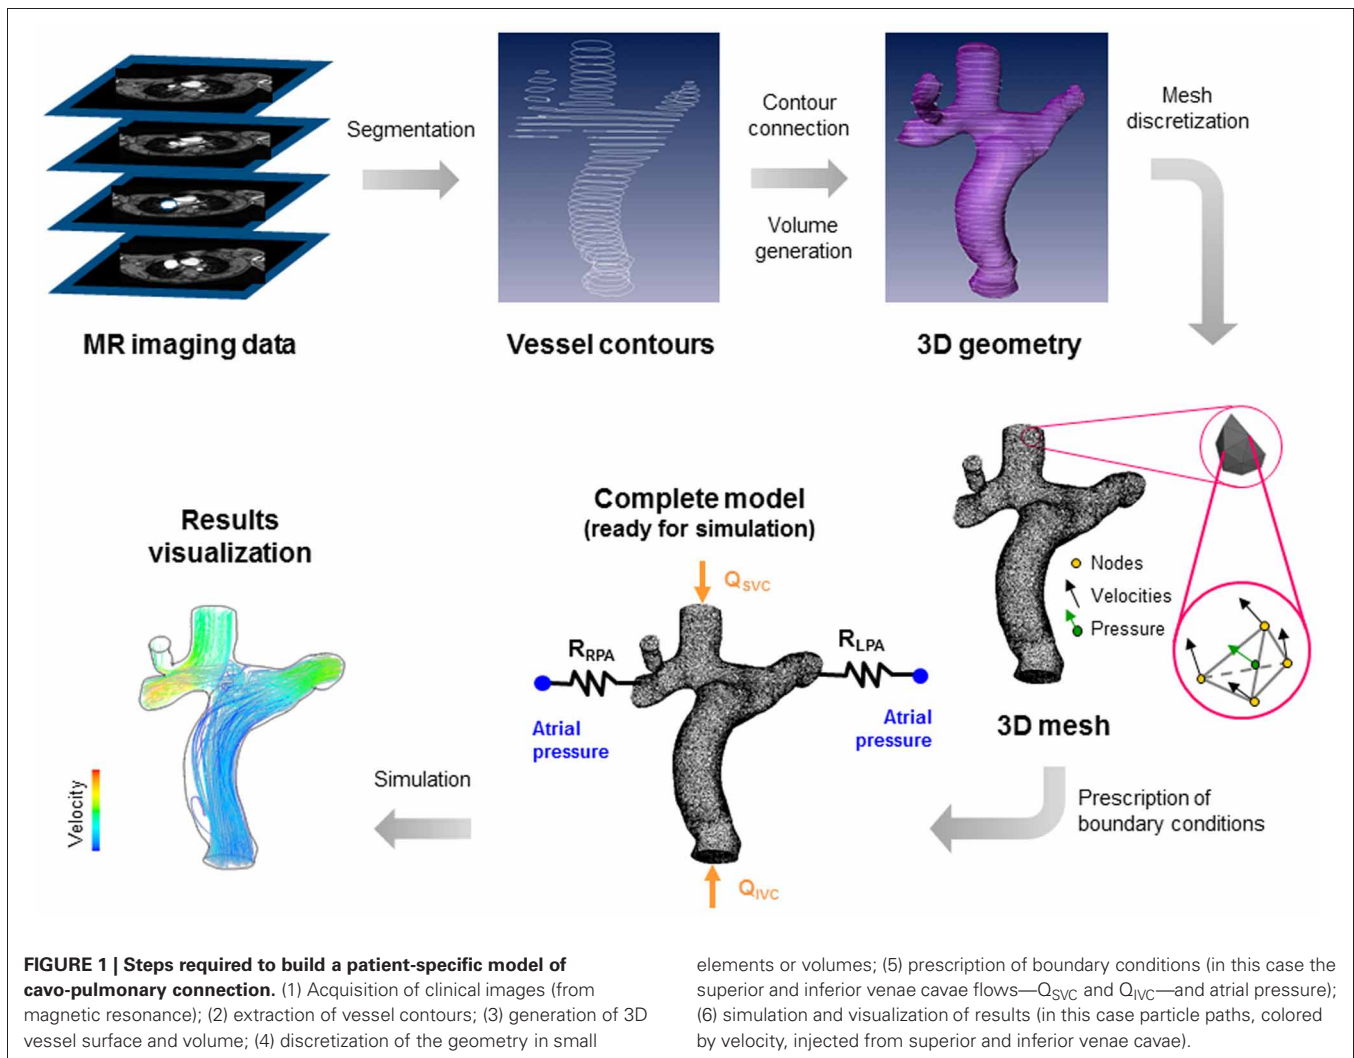 Segmentation
Contour
connection
Volume
generation
Mesh
discretization
MR imaging data
Vessel contours
3D geometry
Results
visualization
Complete model
(ready for simulation)
Q_SVC
R_RPA
R_LPA
Atrial
pressure
Atrial
pressure
Nodes
Velocities
Pressure
3D mesh
Velocity
Simulation
Prescription of
boundary conditions
Q_IVC
FIGURE 1 | Steps required to build a patient-specific model of
cavo-pulmonary connection. (1) Acquisition of clinical images (from
magnetic resonance); (2) extraction of vessel contours; (3) generation of 3D
vessel surface and volume; (4) discretization of the geometry in small
elements or volumes; (5) prescription of boundary conditions (in this case the
superior and inferior venae cavae flows—Q_SVC and Q_IVC—and atrial pressure);
(6) simulation and visualization of results (in this case particle paths, colored
by velocity, injected from superior and inferior venae cavae).